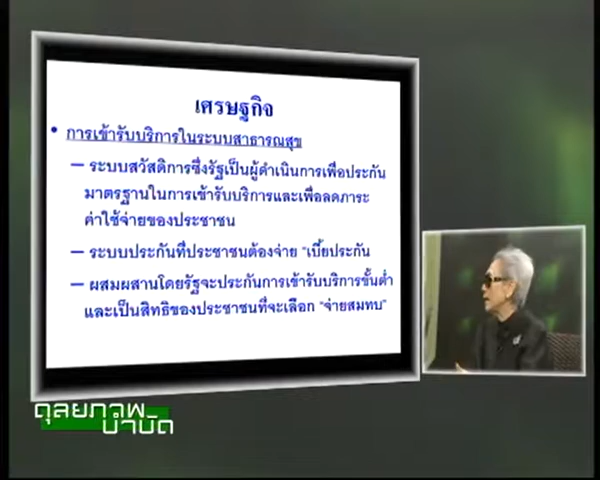 เศรษฐกิจ
• การเข้ารับบริการในระบบสาธารณสุข
– ระบบสวัสดิการซึ่งรัฐเป็นผู้ดำเนินการเพื่อประกัน
มาตรฐานในการเข้ารับบริการและเพื่อลดภาระ
ค่าใช้จ่ายของประชาชน
– ระบบประกันที่ประชาชนต้องจ่าย "เบี้ยประกัน
– ผสมผสานโดยรัฐจะประกันการเข้ารับบริการขั้นต่ำ
และเป็นสิทธิของประชาชนที่จะเลือก "จ่ายสมทบ"
ดุลยภาพ
บำบัด